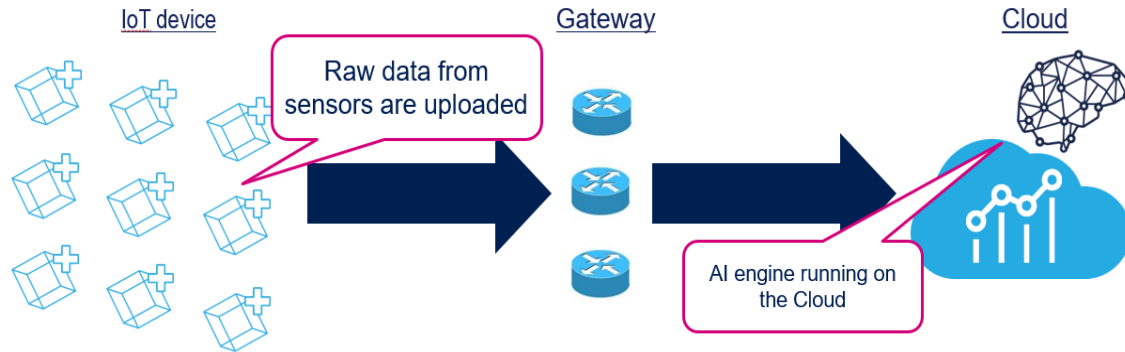 IoT device
Gateway
Cloud
Raw data from
sensors are uploaded
AI engine running on
the Cloud